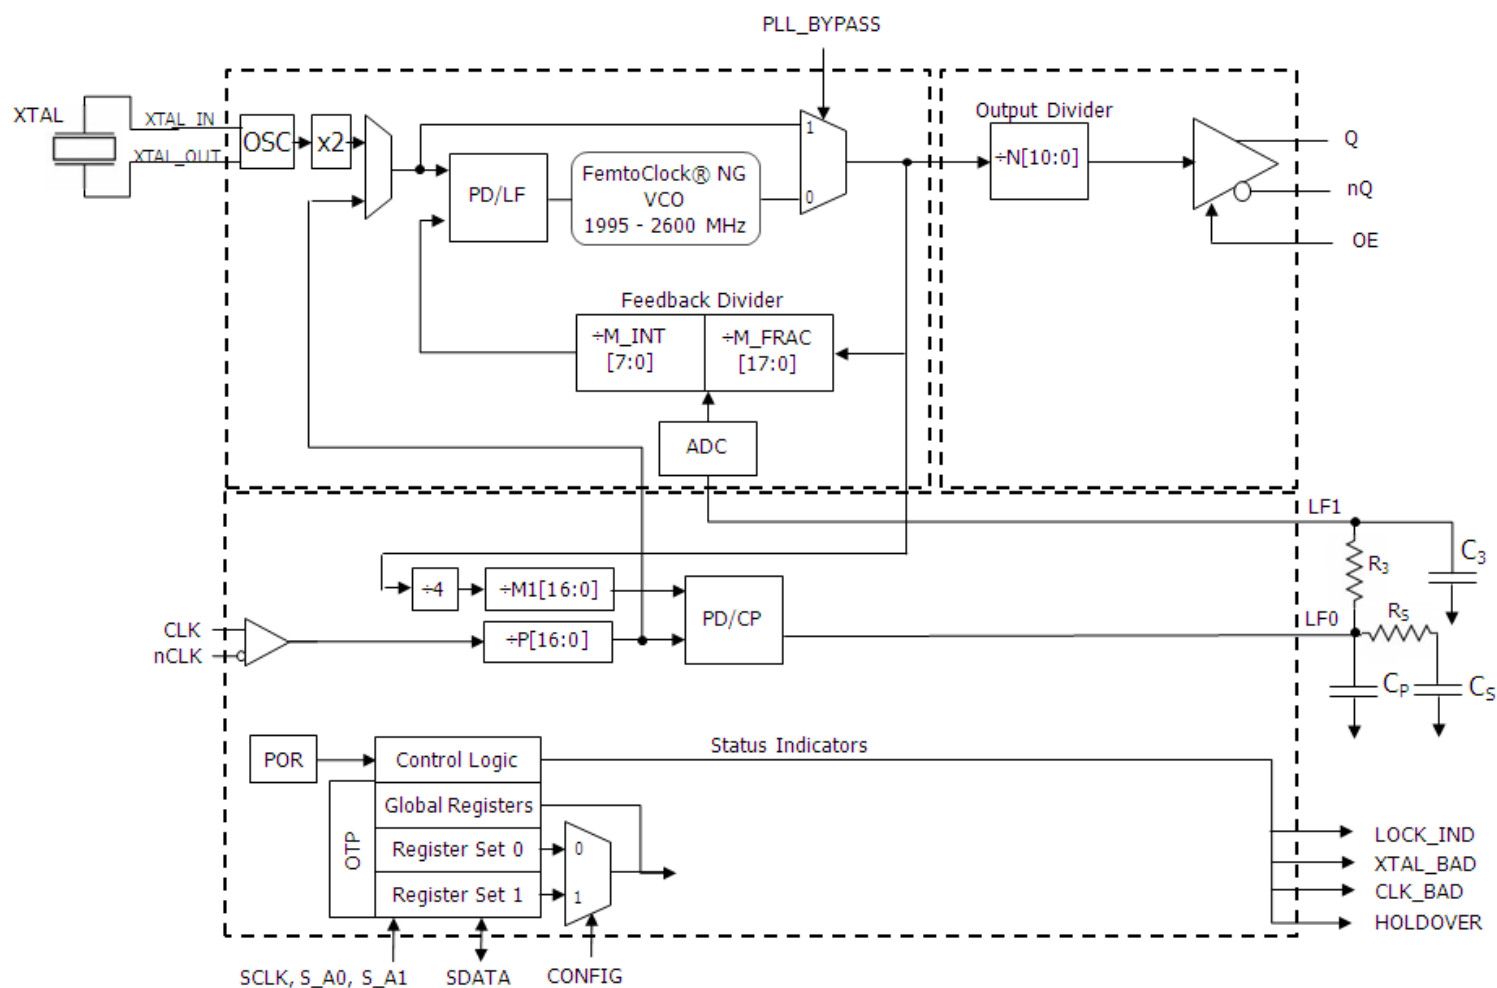 PLL_BYPASS
XTAL
XTAL_IN
XTAL_OUT
OSC
x2
PD/LF
FemtoClock® NG
VCO
1995 - 2600 MHz
1
0
Output Divider
÷N[10:0]
Q
nQ
OE
Feedback Divider
÷M_INT
[7:0]
÷M_FRAC
[17:0]
ADC
LF1
R3
C3
÷4
÷M1[16:0]
PD/CP
CLK
nCLK
÷P[16:0]
LF0
RS
CP
CS
POR
Control Logic
Status Indicators
OTP
Global Registers
Register Set 0
Register Set 1
0
1
LOCK_IND
XTAL_BAD
CLK_BAD
HOLDOVER
SCLK, S_A0, S_A1
SDATA
CONFIG